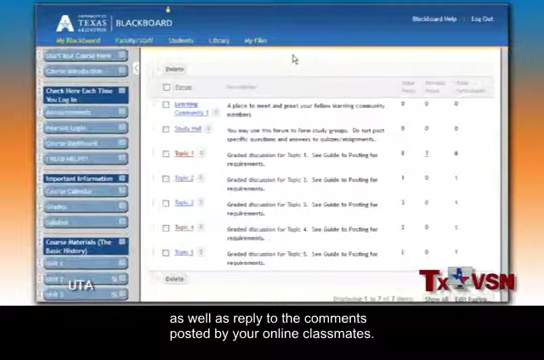 UNIVERSITY OF
TEXAS
ARLINGTON
BLACKBOARD
Blackboard Help
Log Out
My Blackboard
Faculty/Staff
Students
Library
My Files
Start Your Course Here
Course Introduction
Check Here Each Time
You Log In
Announcements
Course Dashboard
I NEED HELP!!!
Important Information
Course Calendar
Grades
Syllabus
Course Materials (The
Basic History)
Unit 1
Unit 2
Unit 3
Delete
Forum
Description
Total
Posts
Unread
Posts
Total
Participants
Learning
Community 1
A place to meet and greet your fellow learning community
members
0 0 0
Study Hall
You may use this forum to form study groups. Do not post
specific questions and answers to quizzes/assignments.
0 0 0
Topic 1
Graded discussion for Topic 1. See Guide to Posting for
requirements.
Topic 2
Graded discussion for Topic 2. See Guide to Posting for
requirements.
1 0 1
Topic 3
Graded discussion for Topic 3. See Guide to Posting for
requirements.
0 1
Topic 4
Graded discussion for Topic 4. See Guide to Posting for
requirements.
0 1
Topic 5
Graded discussion for Topic 5. See Guide to Posting for
requirements.
0 1
Delete
Displaying 1 to 7 of 7 items
Show All
Edit Paging
UTA
TxVSN
as well as reply to the comments
posted by your online classmates.